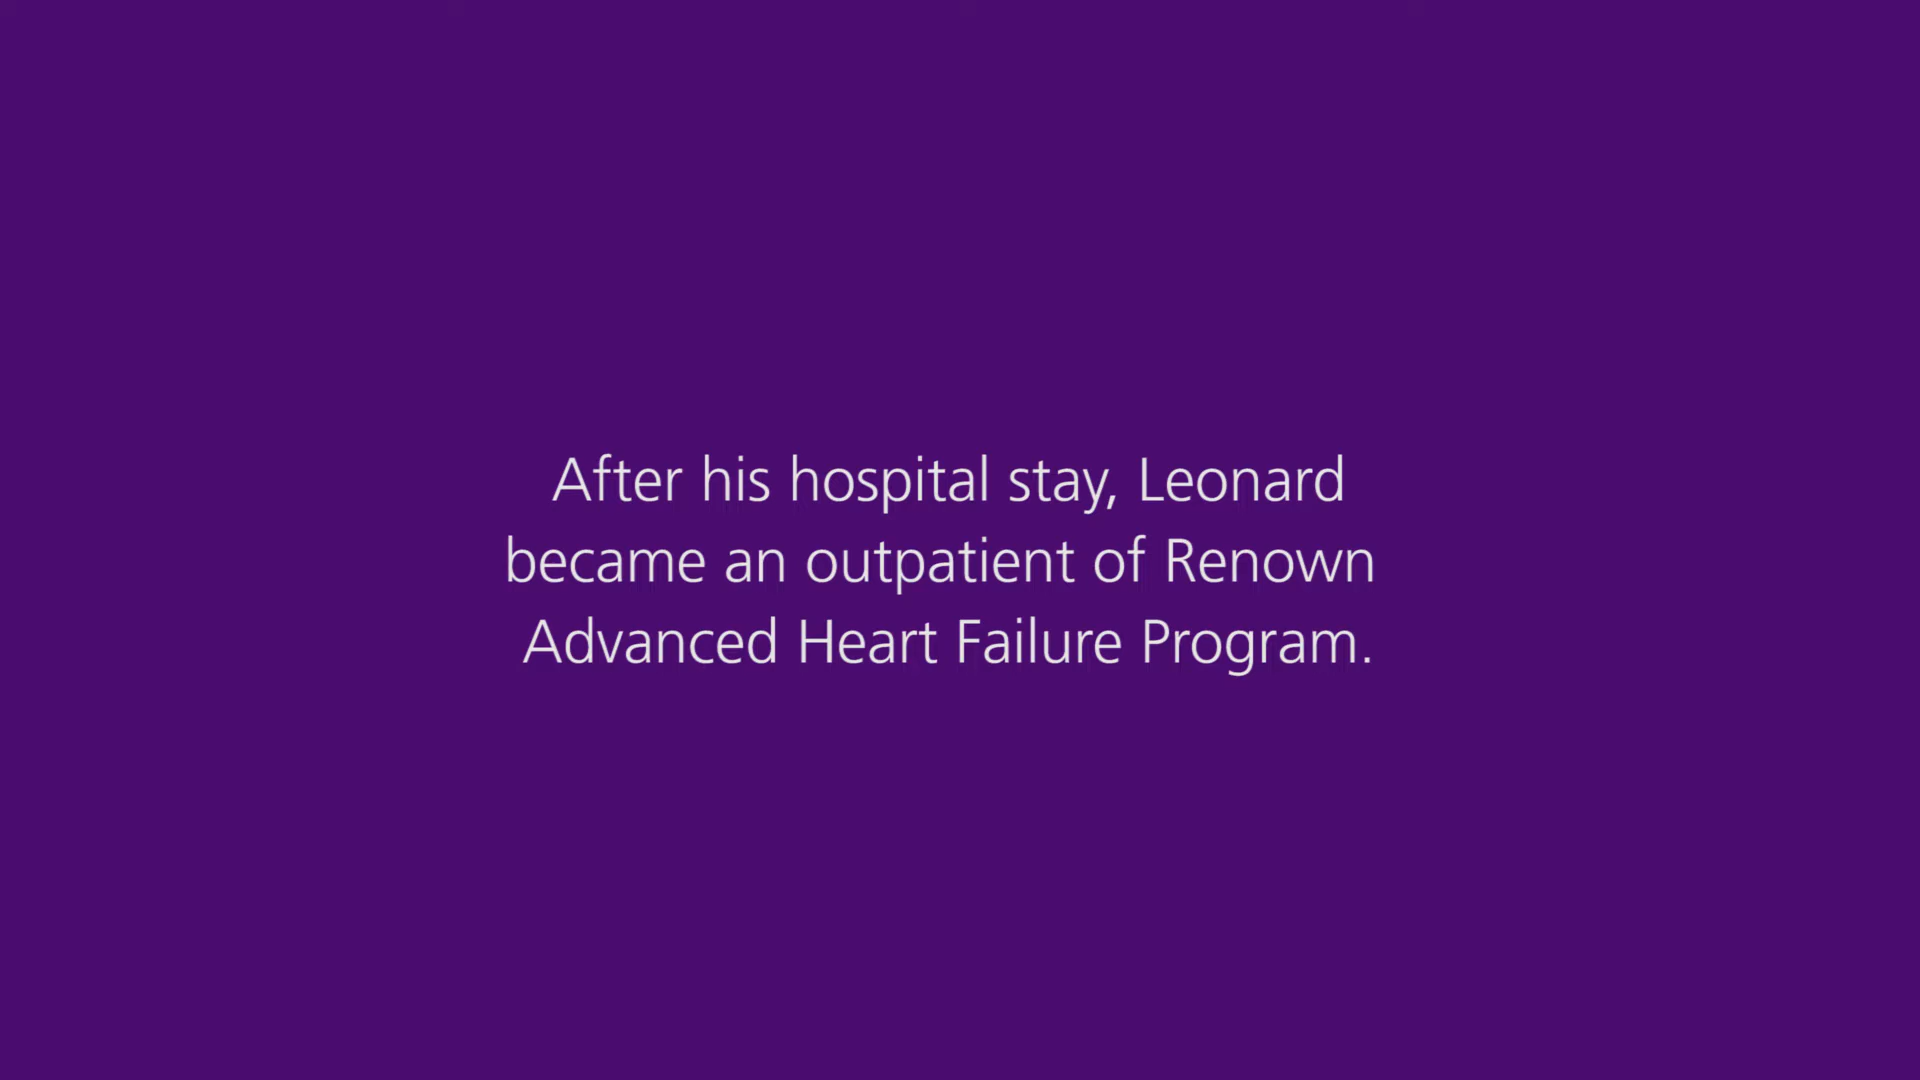 After his hospital stay, Leonard
became an outpatient of Renown
Advanced Heart Failure Program.